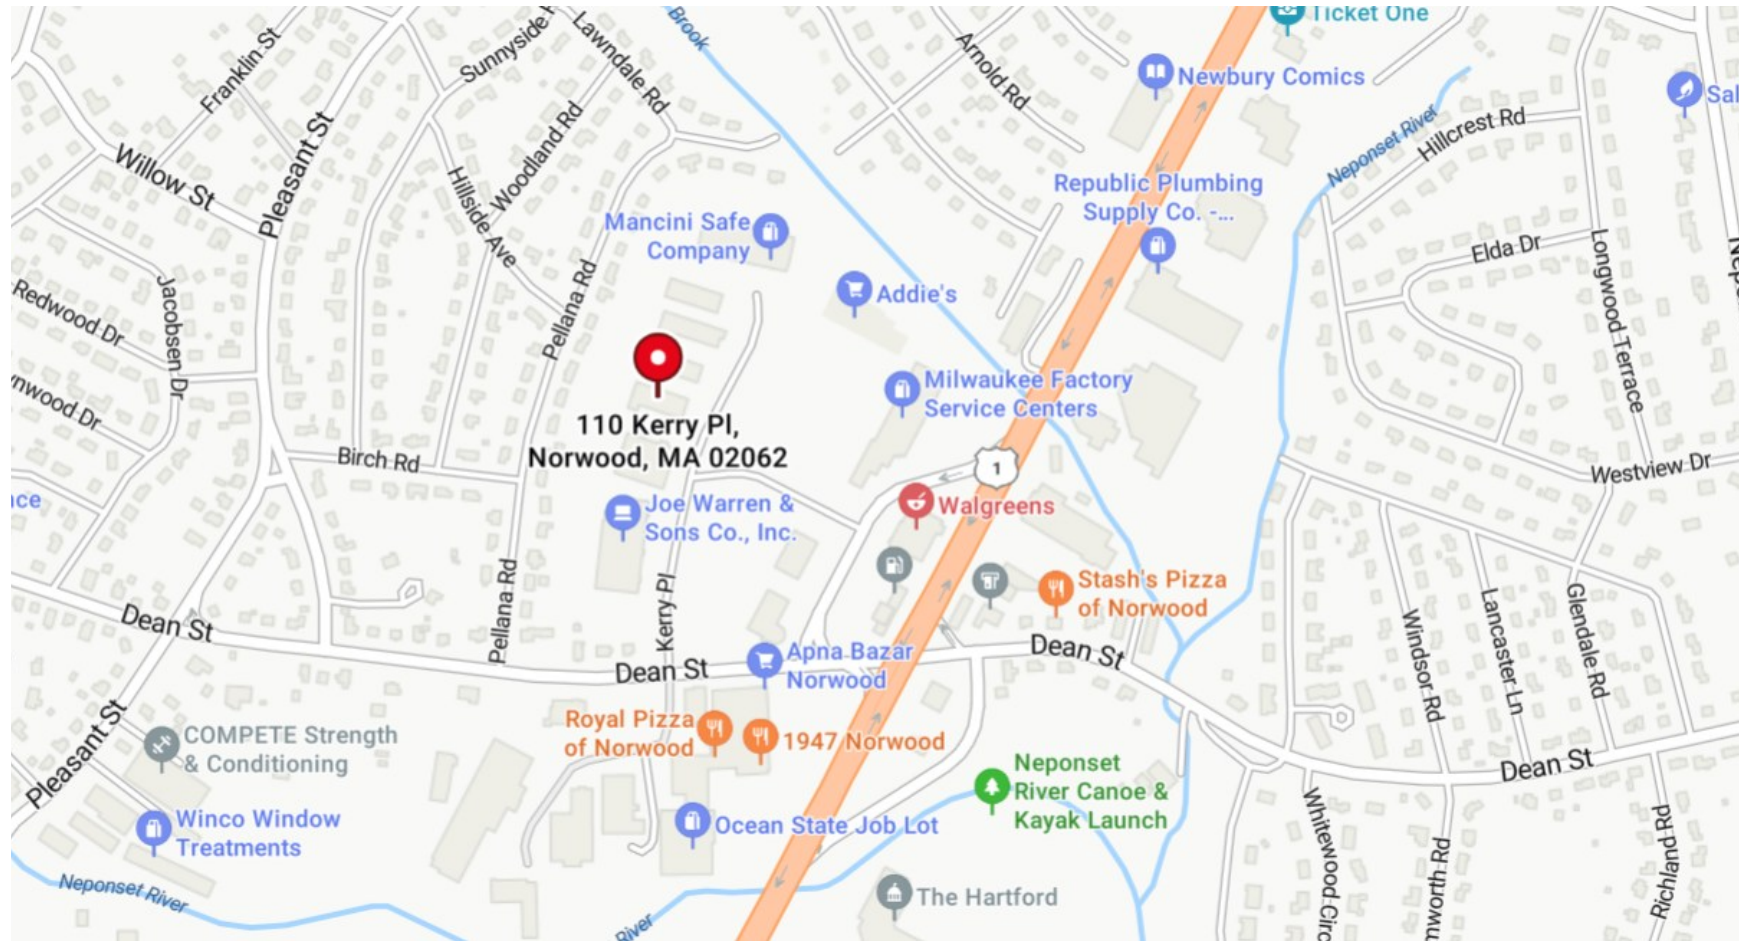 Ticket One
Brook
Franklin St
Sunnyside
Lawndale Rd
Arnold Rd
Newbury Comics
Neponset River
Hillcrest Rd
Willow St
Pleasant St
Woodland Rd
Hillside Ave
Republic Plumbing
Supply Co. -...
Mancini Safe
Company
Elda Dr
Longwood Terrace
Redwood Dr
Jacobsen Dr
Pellana Rd
Addie's
110 Kerry Pl,
Norwood, MA 02062
Milwaukee Factory
Service Centers
Birch Rd
1
Westview Dr
Joe Warren &
Sons Co., Inc.
Walgreens
Stash's Pizza
of Norwood
Kerry Pl
Pellana Rd
Dean St
Dean St
Dean St
Apna Bazar
Norwood
Windsor Rd
Lancaster Ln
Glendale Rd
Pleasant St
COMPETE Strength
& Conditioning
Royal Pizza
of Norwood
1947 Norwood
Neponset
River Canoe &
Kayak Launch
Dean St
Winco Window
Treatments
Ocean State Job Lot
Whitewood Circ
mworth Rd
Richland Rd
Neponset River
River
The Hartford